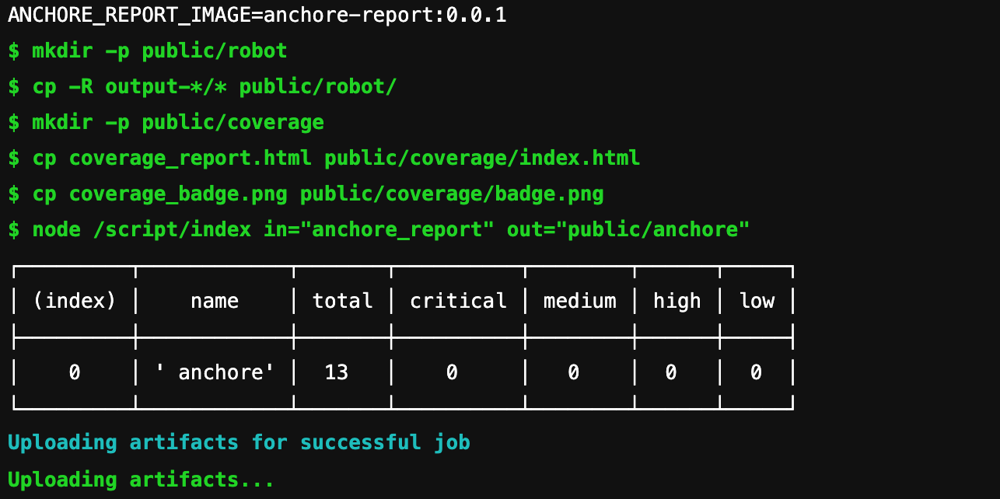 ANCHORE_REPORT_IMAGE=anchore-report:0.0.1
$ mkdir -p public/robot
$ cp -R output-*/* public/robot/
$ mkdir -p public/coverage
$ cp coverage_report.html public/coverage/index.html
$ cp coverage_badge.png public/coverage/badge.png
$ node /script/index in="anchore_report" out="public/anchore"
(index) name total critical medium high low
0 ' anchore' 13 0 0 0 0
Uploading artifacts for successful job
Uploading artifacts...